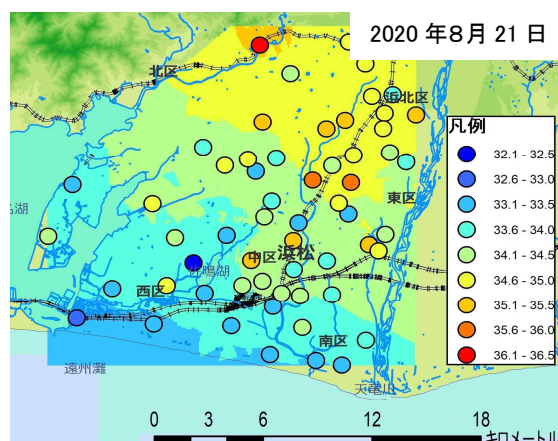 2020 年8月 21 日
北区
浜北区
凡例
32.1 - 32.5
32.6 - 33.0
33.1 - 33.5
33.6 - 34.0
34.1 - 34.5
34.6 - 35.0
35.1 - 35.5
35.6 - 36.0
36.1 - 36.5
東区
中区
浜松
西区
南区
遠州灘
天竜川
0 3 6 12 18
キロメートル